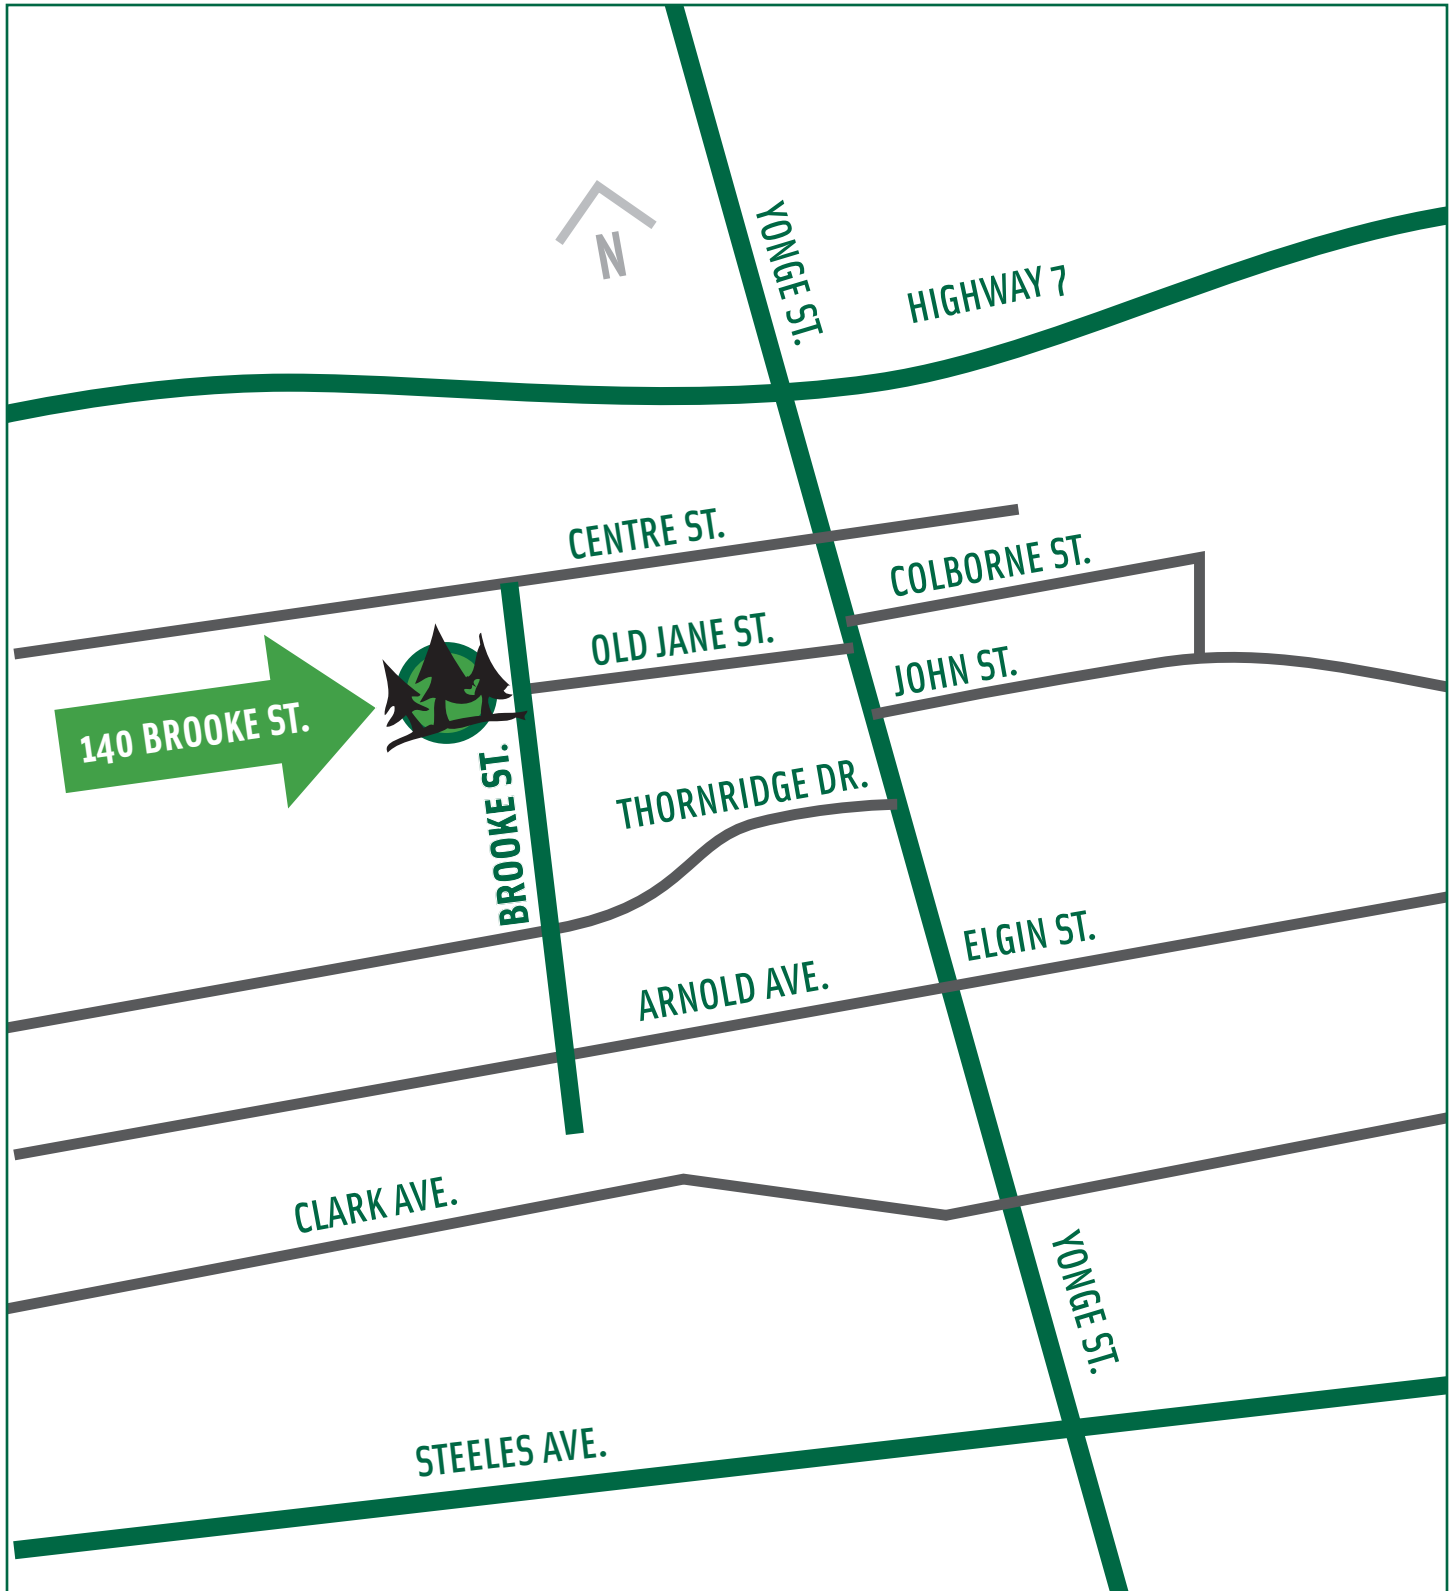 YONGE ST.
HIGHWAY 7
N
CENTRE ST.
COLBORNE ST.
OLD JANE ST.
JOHN ST.
140 BROOKE ST.
BROOKE ST.
THORNRIDGE DR.
ELGIN ST.
ARNOLD AVE.
CLARK AVE.
YONGE ST.
STEELES AVE.